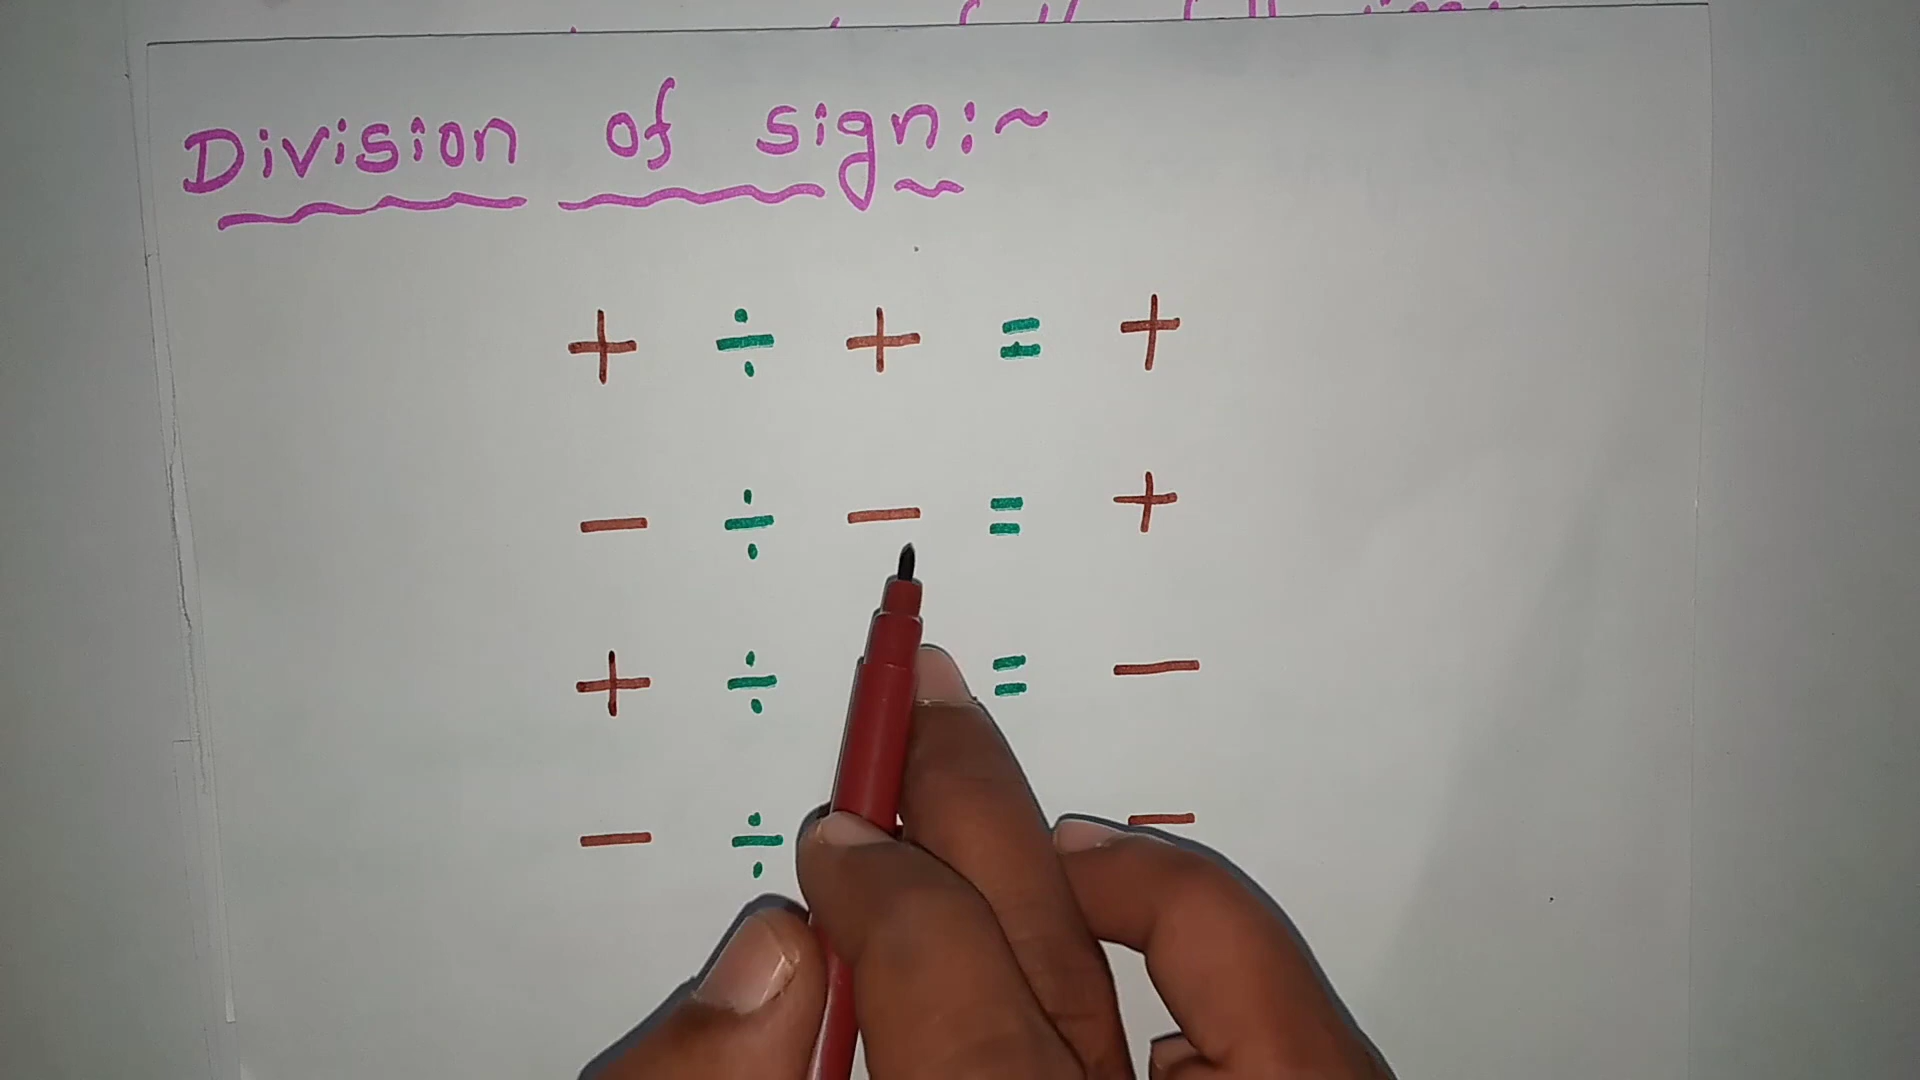 Division of sign:~
+ ÷ + = +
− ÷ − = +
+ ÷ = −
− ÷ −